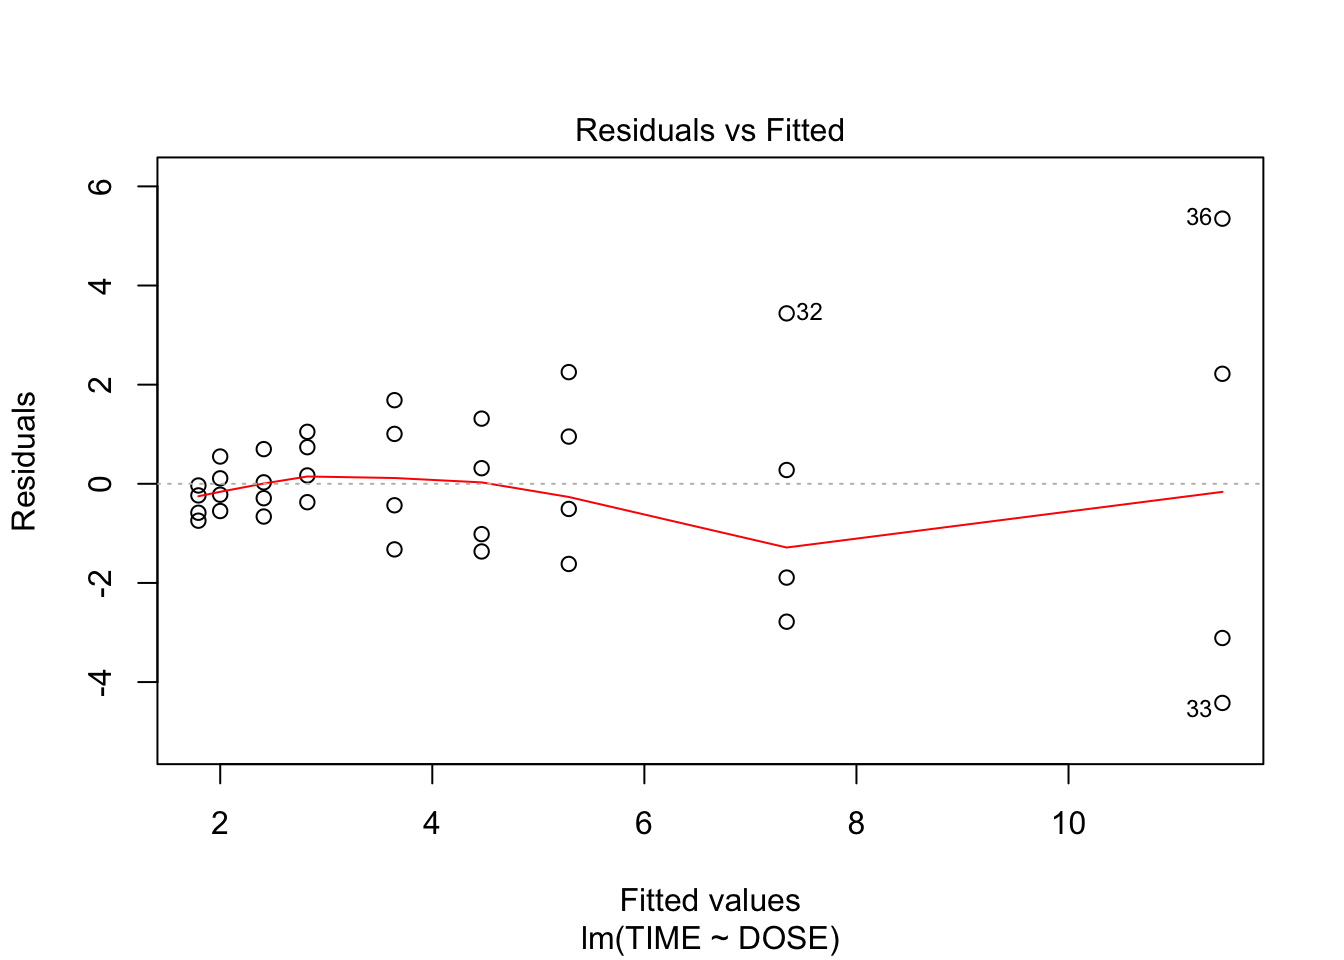 Residuals vs Fitted
6
4
2
0
-2
-4
Residuals
36
32
33
2 4 6 8 10
Fitted values
lm(TIME ~ DOSE)